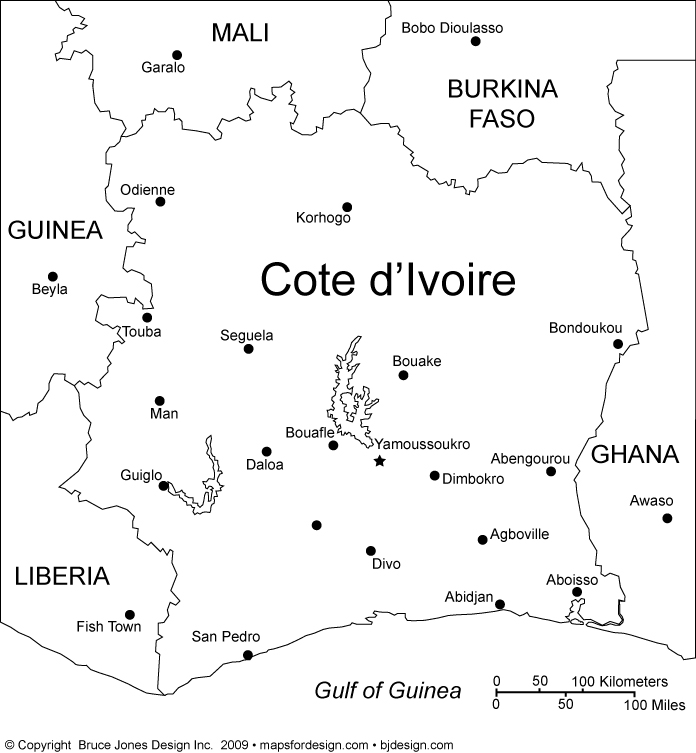 Bobo Dioulasso
MALI
Garalo
BURKINA
FASO
Odienne
Korhogo
GUINEA
Beyla
Cote d’Ivoire
Touba
Seguela
Bondoukou
Bouake
Man
Bouafle
Yamoussoukro
Daloa
Abengourou
GHANA
Guiglo
Dimbokro
Awaso
Agboville
Divo
LIBERIA
Aboisso
Abidjan
Fish Town
San Pedro
Gulf of Guinea
0 50 100 Kilometers
0 50 100 Miles
© Copyright Bruce Jones Design Inc. 2009 • mapsfordesign.com • bjdesign.com